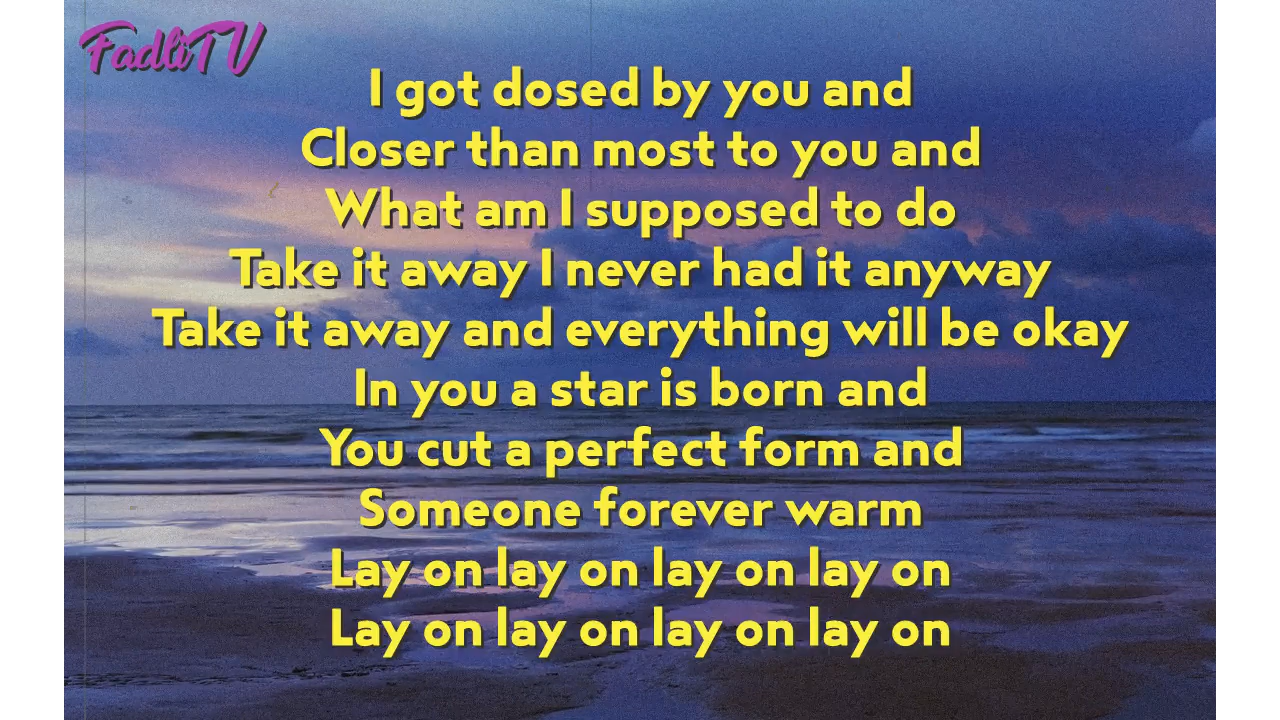 FadliTV
I got dosed by you and
Closer than most to you and
What am I supposed to do
Take it away I never had it anyway
Take it away and everything will be okay
In you a star is born and
You cut a perfect form and
Someone forever warm
Lay on lay on lay on lay on
Lay on lay on lay on lay on